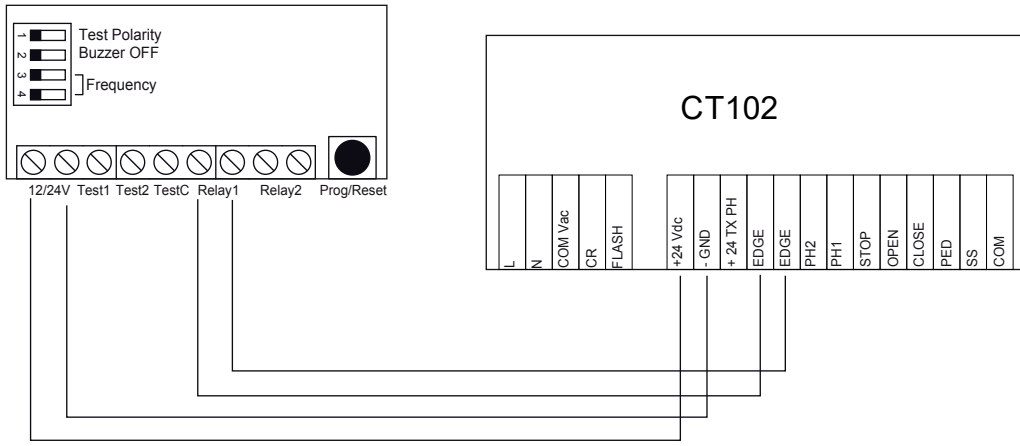 1 Test Polarity
2 Buzzer OFF
3
4
Frequency
12/24V Test1 Test2 TestC Relay1 Relay2 Prog/Reset
CT102
L
N
COM Vac
CR
FLASH
+24 Vdc
- GND
+ 24 TX PH
EDGE
EDGE
PH2
PH1
STOP
OPEN
CLOSE
PED
SS
COM